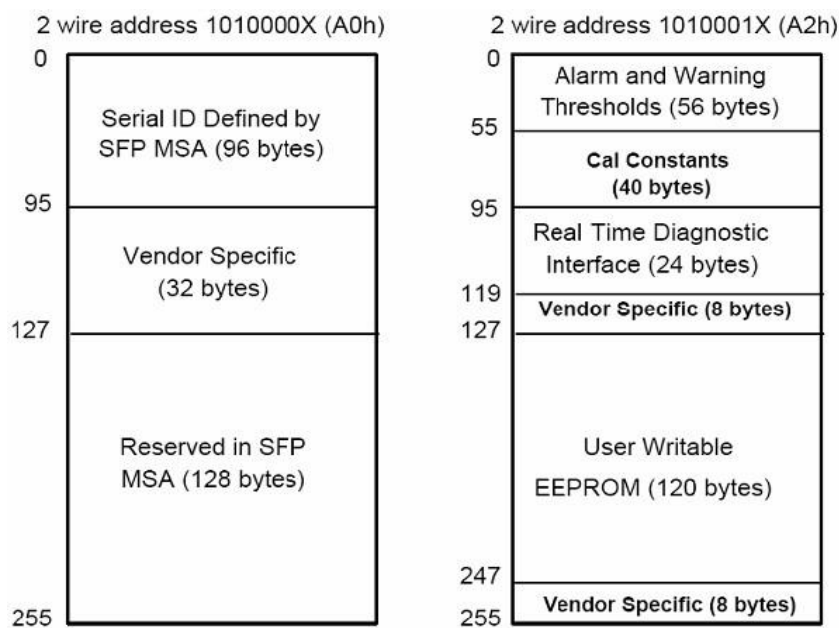 2 wire address 1010000X (A0h)
0
Serial ID Defined by
SFP MSA (96 bytes)
95
Vendor Specific
(32 bytes)
127
Reserved in SFP
MSA (128 bytes)
255
2 wire address 1010001X (A2h)
0
Alarm and Warning
Thresholds (56 bytes)
55
Cal Constants
(40 bytes)
95
Real Time Diagnostic
Interface (24 bytes)
119
Vendor Specific (8 bytes)
127
User Writable
EEPROM (120 bytes)
247
Vendor Specific (8 bytes)
255